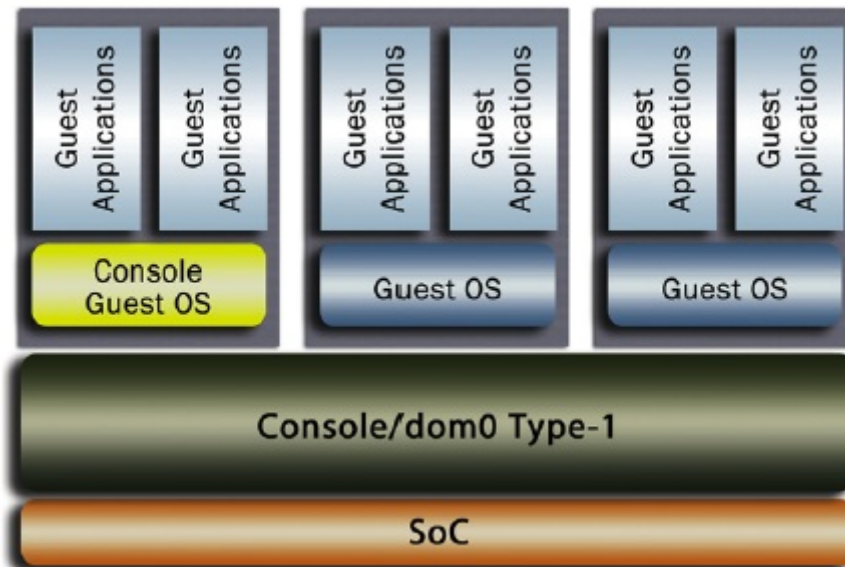 Guest
Applications
Guest
Applications
Guest
Applications
Guest
Applications
Guest
Applications
Guest
Applications
Console
Guest OS
Guest OS
Guest OS
Console/dom0 Type-1
SoC